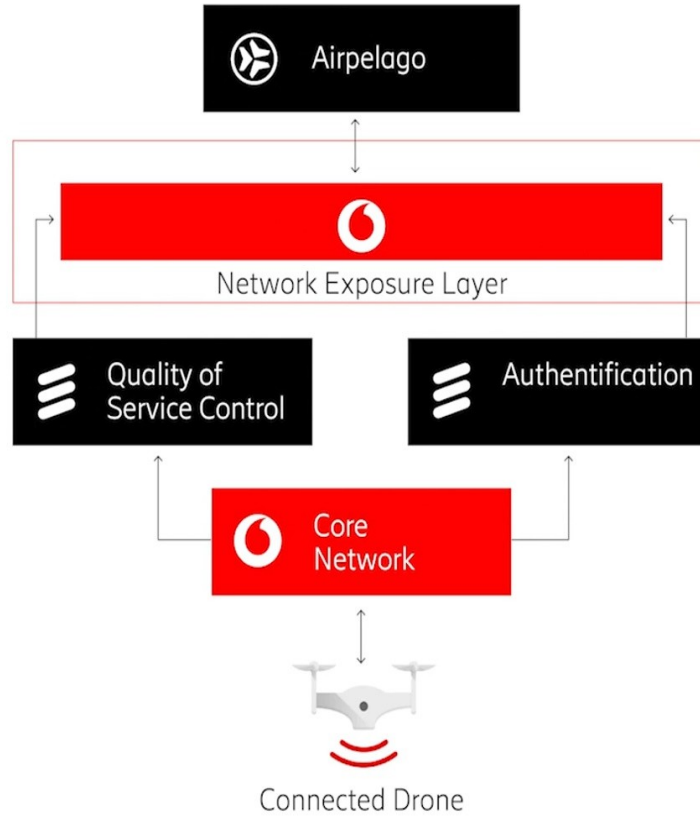 Airpelago
Network Exposure Layer
Quality of
Service Control
Authentification
Core
Network
Connected Drone